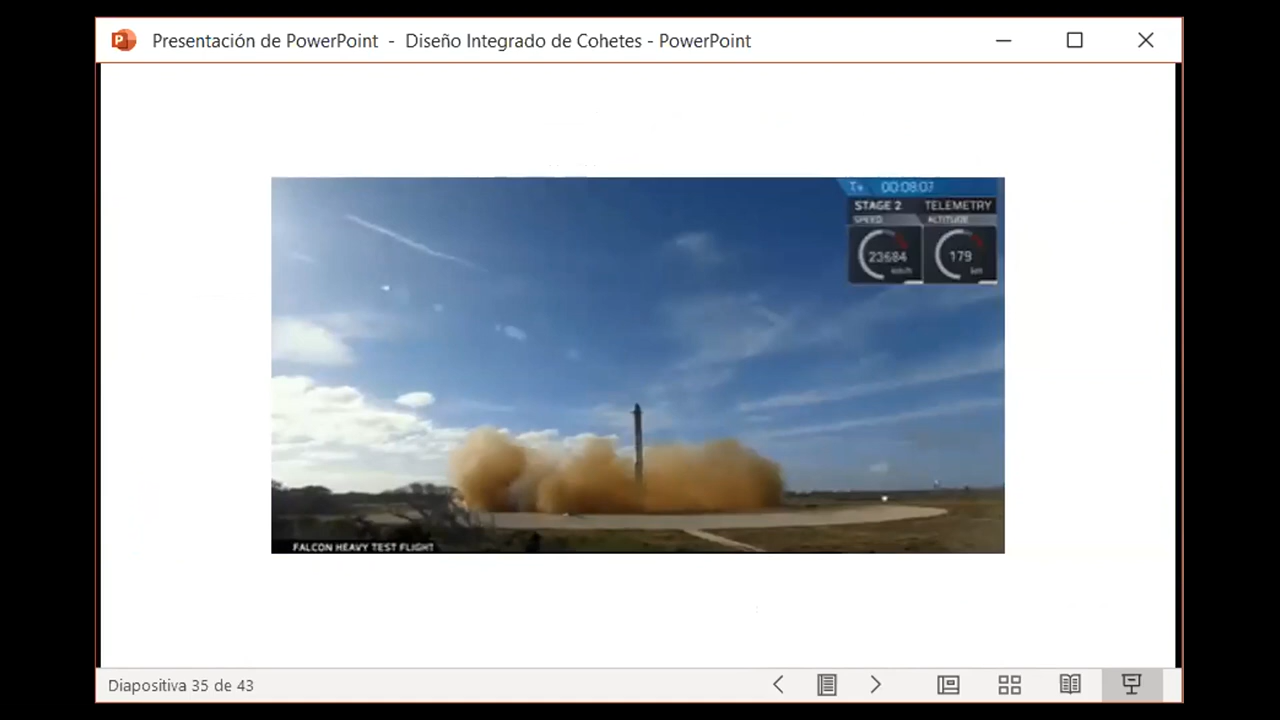 Presentación de PowerPoint - Diseño Integrado de Cohetes - PowerPoint
T+ 00:08:07
STAGE 2 TELEMETRY
SPEED ALTITUDE
23684 179
km/h km
FALCON HEAVY TEST FLIGHT
Diapositiva 35 de 43